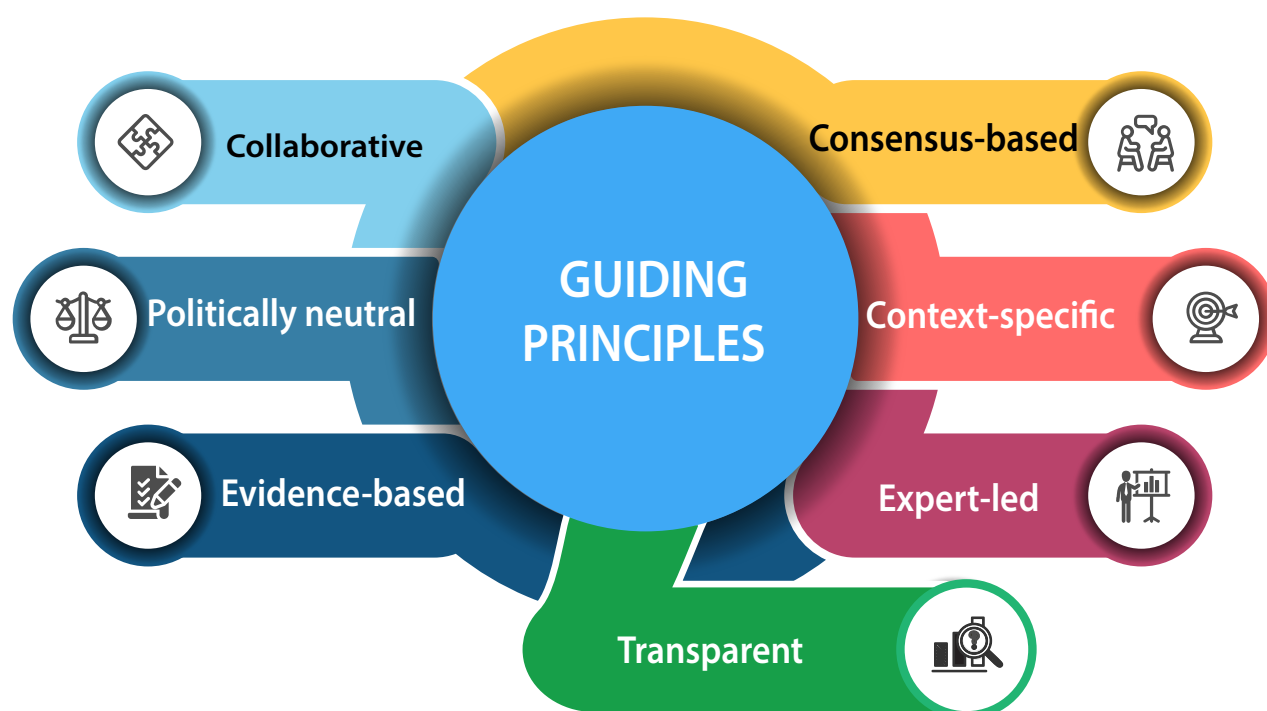 Collaborative
Consensus-based
GUIDING
PRINCIPLES
Politically neutral
Context-specific
Evidence-based
Expert-led
Transparent